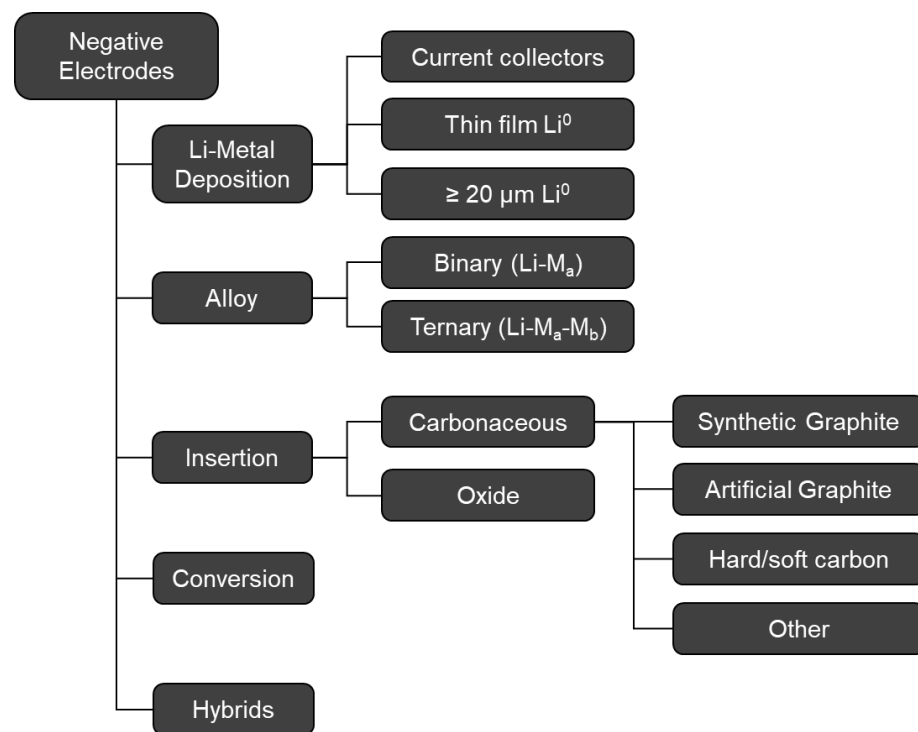 Negative
Electrodes
Current collectors
Thin film Li⁰
Li-Metal
Deposition
≥ 20 µm Li⁰
Binary (Li-Mₐ)
Alloy
Ternary (Li-Mₐ-M_b)
Carbonaceous
Synthetic Graphite
Insertion
Oxide
Artificial Graphite
Hard/soft carbon
Conversion
Other
Hybrids